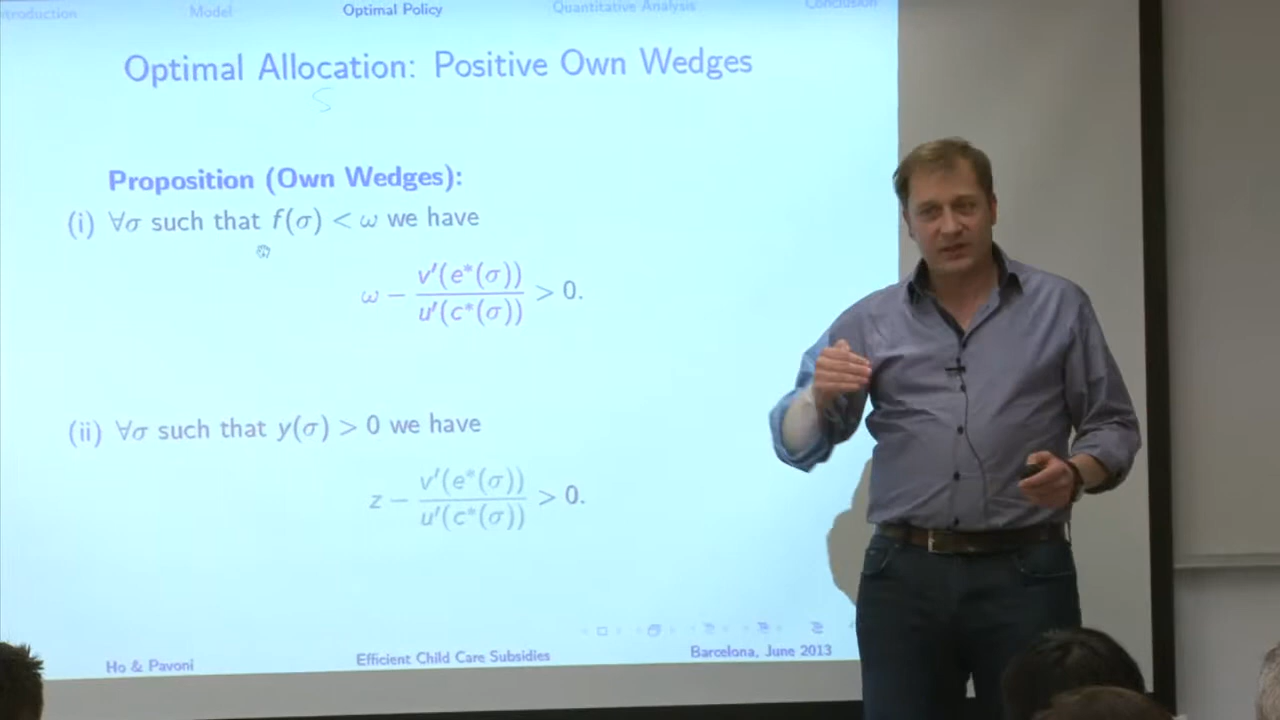 ntroduction Model Optimal Policy Quantitative Analysis Conclusion
Optimal Allocation: Positive Own Wedges
S
Proposition (Own Wedges):
(i) ∀σ such that f(σ) < ω we have
ω − v′(e*(σ)) / u′(c*(σ)) > 0.
(ii) ∀σ such that y(σ) > 0 we have
z − v′(e*(σ)) / u′(c*(σ)) > 0.
Ho & Pavoni Efficient Child Care Subsidies Barcelona, June 2013